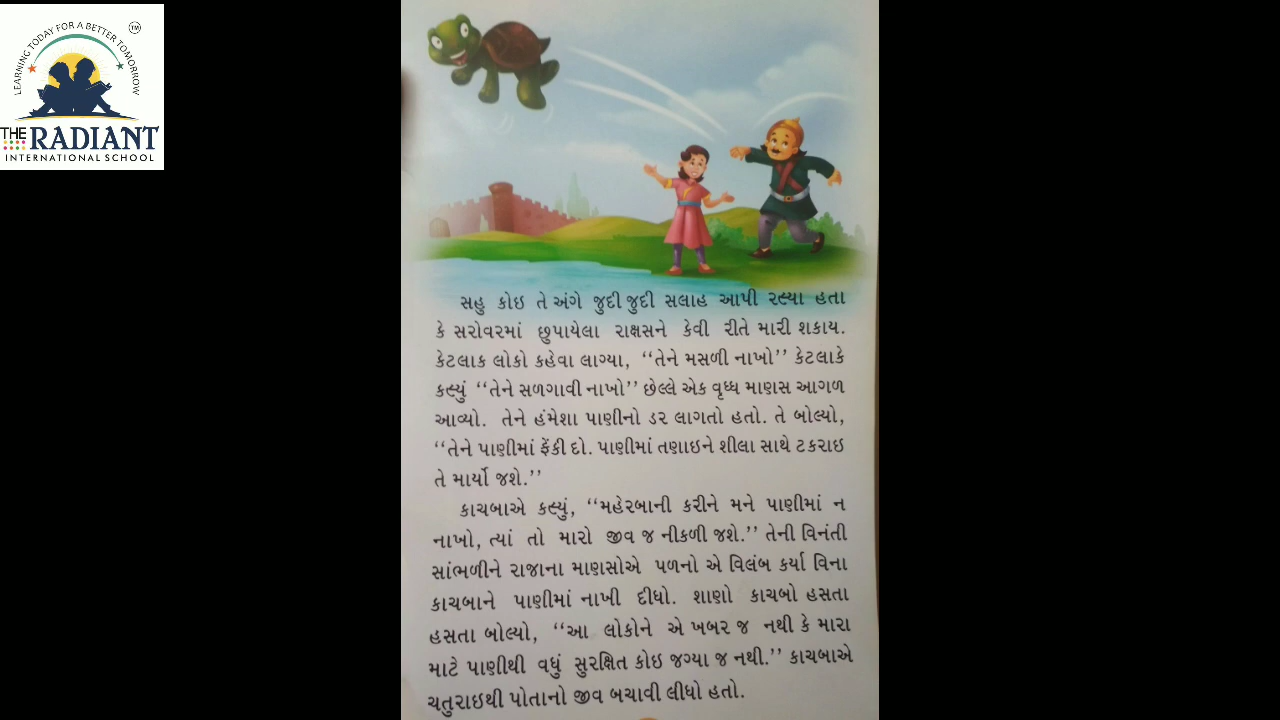 LEARNING TODAY FOR A BETTER TOMORROW
TM
THE RADIANT
INTERNATIONAL SCHOOL
સહુ કોઇ તે અંગે જુદી જુદી સલાહ આપી રહ્યા હતા
કે સરોવરમાં છુપાયેલા રાક્ષસને કેવી રીતે મારી શકાય.
કેટલાક લોકો કહેવા લાગ્યા, ‘‘તેને મસળી નાખો’’ કેટલાકે
કહ્યું ‘‘તેને સળગાવી નાખો’’ છેલ્લે એક વૃધ્ધ માણસ આગળ
આવ્યો. તેને હંમેશા પાણીનો ડર લાગતો હતો. તે બોલ્યો,
‘‘તેને પાણીમાં ફેંકી દો. પાણીમાં તણાઇને શીલા સાથે ટકરાઇ
તે માર્યો જશે.’’
કાચબાએ કહ્યું, ‘‘મહેરબાની કરીને મને પાણીમાં ન
નાખો, ત્યાં તો મારો જીવ જ નીકળી જશે.’’ તેની વિનંતી
સાંભળીને રાજાના માણસોએ પળનો એ વિલંબ કર્યા વિના
કાચબાને પાણીમાં નાખી દીધો. શાણો કાચબો હસતા
હસતા બોલ્યો, ‘‘આ લોકોને એ ખબર જ નથી કે મારા
માટે પાણીથી વધું સુરક્ષિત કોઇ જગ્યા જ નથી.’’ કાચબાએ
ચતુરાઇથી પોતાનો જીવ બચાવી લીધો હતો.